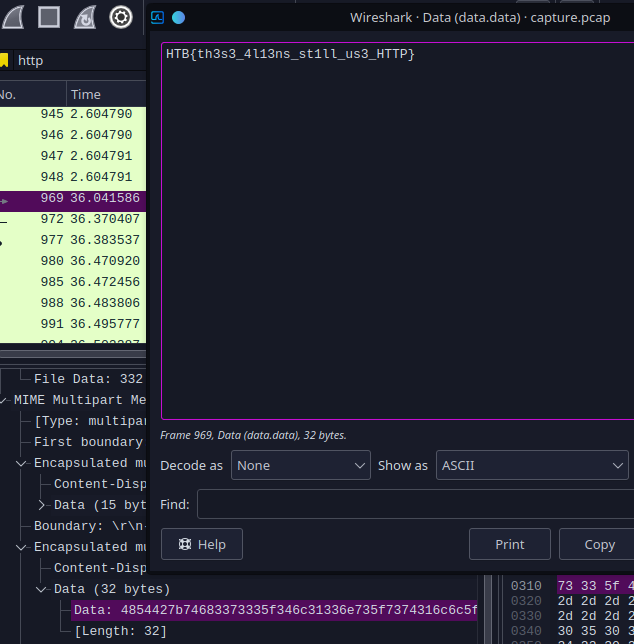 Wireshark · Data (data.data) · capture.pcap
HTB{th3s3_4l13ns_st1ll_us3_HTTP}
http
No. Time
945 2.604790
946 2.604790
947 2.604791
948 2.604791
969 36.041586
972 36.370407
977 36.383537
980 36.470920
985 36.472456
988 36.483806
991 36.495777
File Data: 332
MIME Multipart Me
[Type: multipar
First boundary
Encapsulated mu
Content-Disp
Data (15 byt
Boundary: \r\n-
Encapsulated mu
Content-Disp
Data (32 bytes)
Data: 4854427b74683373335f346c31336e735f7374316c6c5f
[Length: 32]
Frame 969, Data (data.data), 32 bytes.
Decode as None Show as ASCII
Find:
Help Print Copy
0310 73 33 5f 4
0320 2d 2d 2d 2
0330 2d 2d 2d 2
0340 30 35 30 3